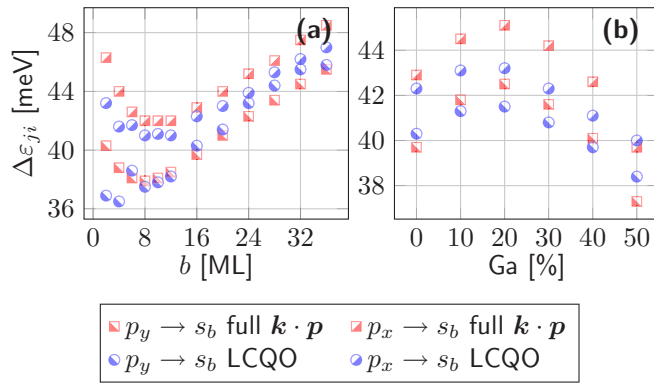 (a)
(b)
Δε_ji [meV]
48
44
40
36
44
42
40
38
0 8 16 24 32
0 10 20 30 40 50
b [ML]
Ga [%]
p_y → s_b full k · p p_x → s_b full k · p
p_y → s_b LCQO p_x → s_b LCQO